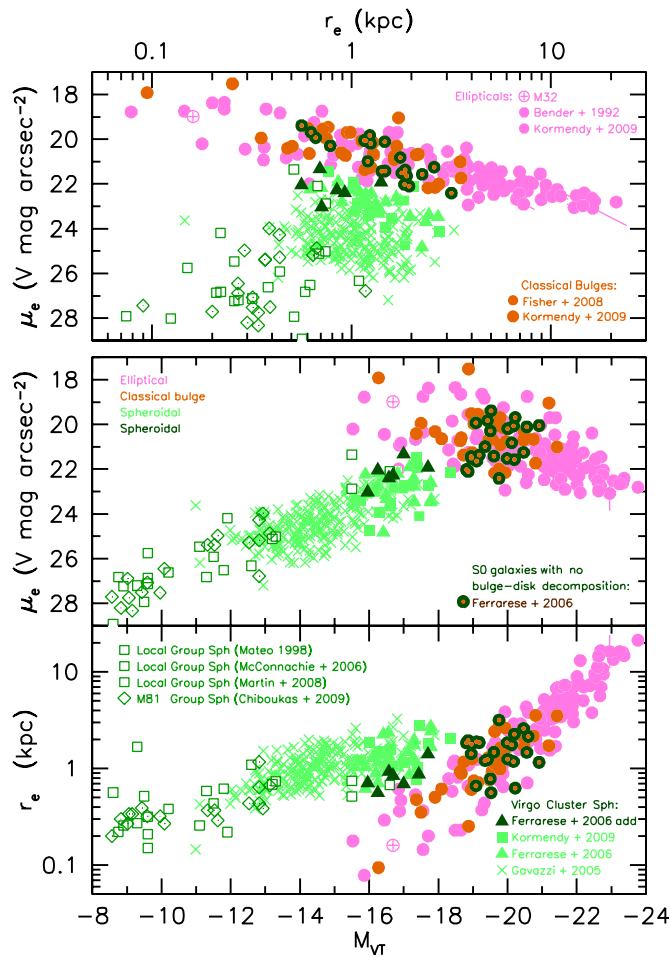 r_e (kpc)
0.1 1 10
18
20
22
24
26
28
μ_e (V mag arcsec⁻²)
Ellipticals: M32
Bender + 1992
Kormendy + 2009
Classical Bulges:
Fisher + 2008
Kormendy + 2009
18
20
22
24
26
28
μ_e (V mag arcsec⁻²)
Elliptical
Classical bulge
Spheroidal
Spheroidal
S0 galaxies with no
bulge-disk decomposition:
Ferrarese + 2006
10
1
0.1
r_e (kpc)
Local Group Sph (Mateo 1998)
Local Group Sph (McConnachie + 2006)
Local Group Sph (Martin + 2008)
M81 Group Sph (Chiboukas + 2009)
Virgo Cluster Sph:
Ferrarese + 2006 add
Kormendy + 2009
Ferrarese + 2006
Gavazzi + 2005
-8 -10 -12 -14 -16 -18 -20 -22 -24
M_VT